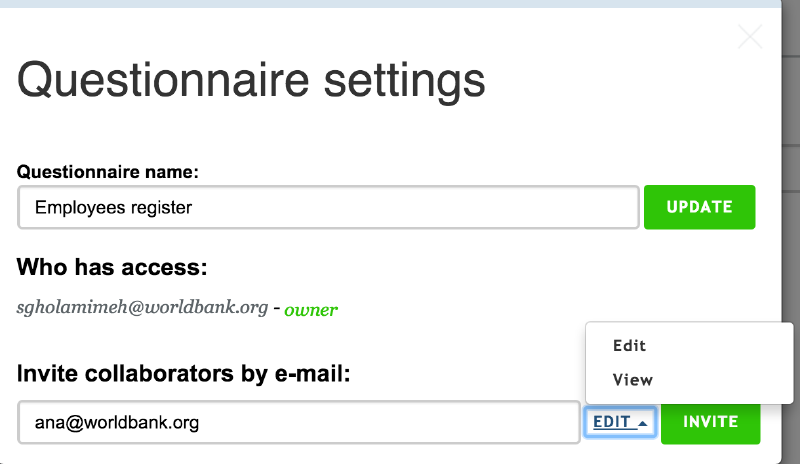 Questionnaire settings
Questionnaire name:
Employees register
UPDATE
Who has access:
sgholamimeh@worldbank.org - owner
Edit
View
Invite collaborators by e-mail:
ana@worldbank.org EDIT INVITE